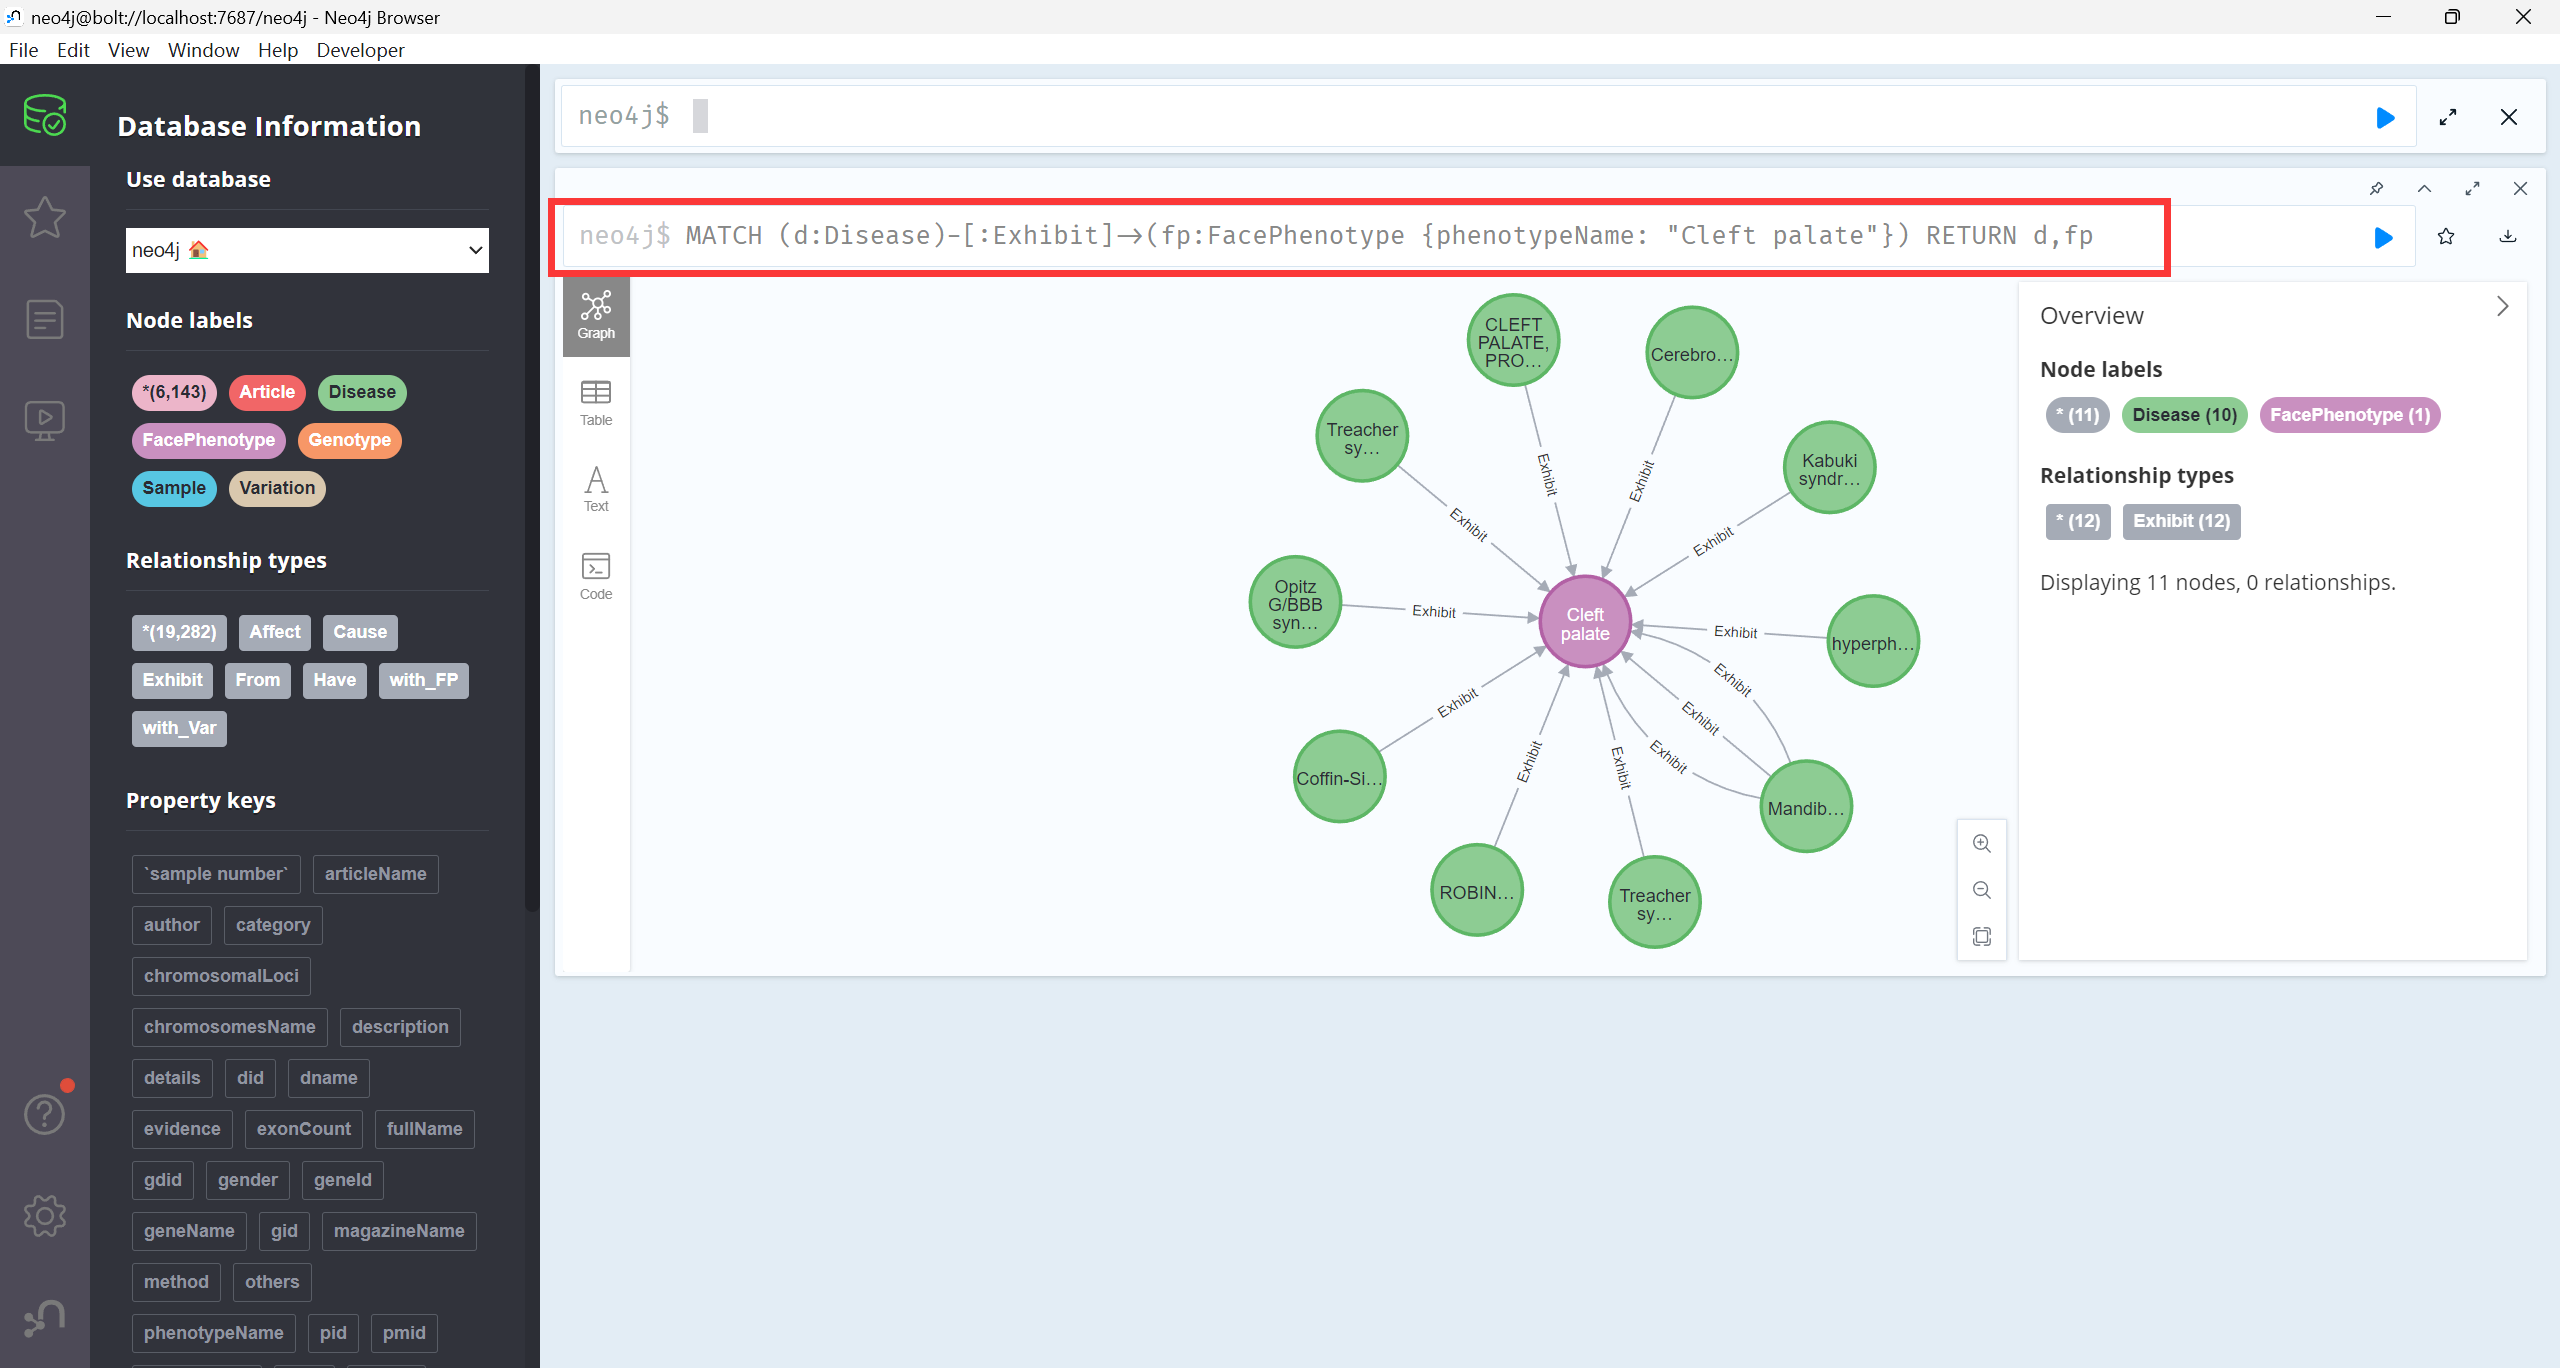 neo4j@bolt://localhost:7687/neo4j - Neo4j Browser
File Edit View Window Help Developer
Database Information
Use database
neo4j
Node labels
*(6,143) Article Disease
FacePhenotype Genotype
Sample Variation
Relationship types
*(19,282) Affect Cause
Exhibit From Have with_FP
with_Var
Property keys
`sample number` articleName
author category
chromosomalLoci
chromosomesName description
details did dname
evidence exonCount fullName
gdid gender geneId
geneName gid magazineName
method others
phenotypeName pid pmid
neo4j$
neo4j$ MATCH (d:Disease)-[:Exhibit]→(fp:FacePhenotype {phenotypeName: "Cleft palate"}) RETURN d,fp
Graph
Table
Text
Code
CLEFT
PALATE,
PRO...
Cerebro...
Treacher
sy...
Kabuki
syndr...
Opitz
G/BBB
syn...
Cleft
palate
hyperph...
Coffin-Si...
Mandib...
ROBIN...
Treacher
sy...
Exhibit
Exhibit
Exhibit
Exhibit
Exhibit
Exhibit
Exhibit
Exhibit
Exhibit
Exhibit
Exhibit
Exhibit
Overview
Node labels
* (11) Disease (10) FacePhenotype (1)
Relationship types
* (12) Exhibit (12)
Displaying 11 nodes, 0 relationships.